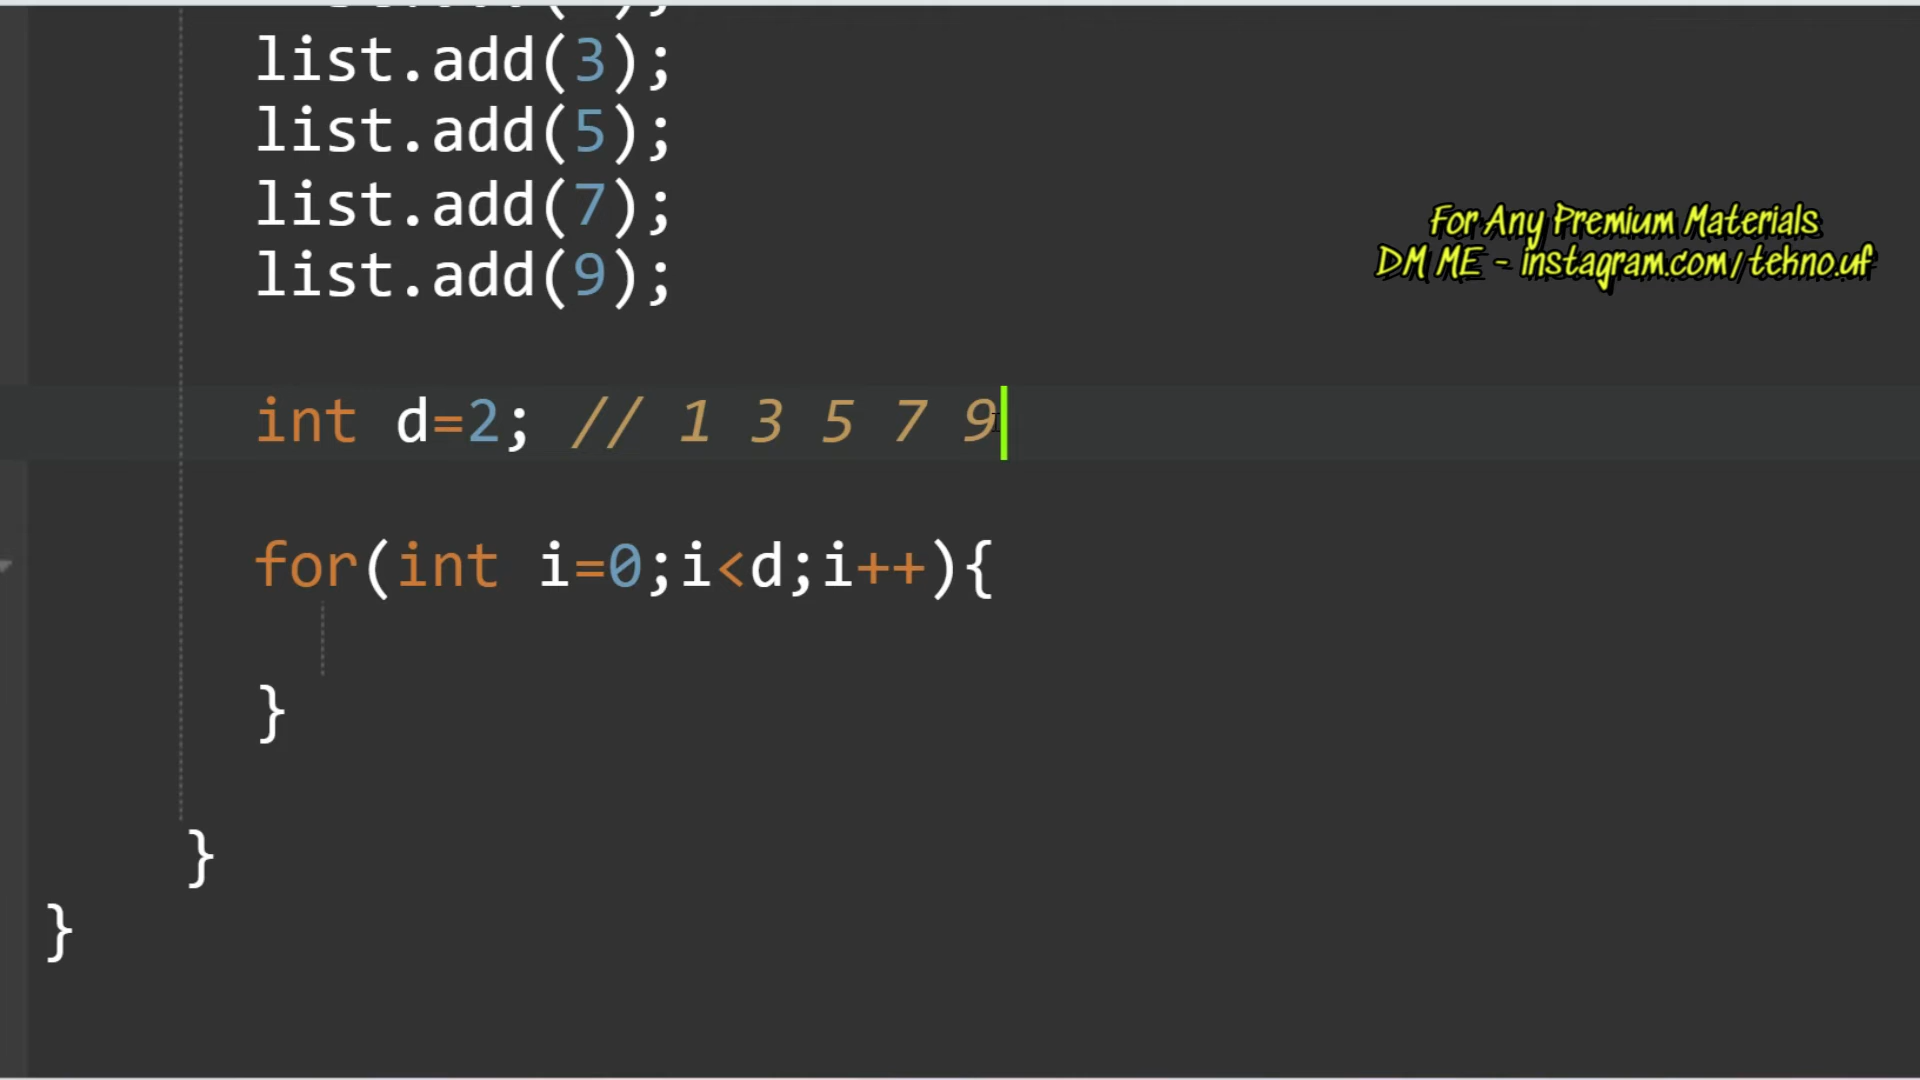 list.add(3);
list.add(5);
list.add(7);
list.add(9);
For Any Premium Materials
DM ME - instagram.com/tekno.uf
int d=2; // 1 3 5 7 9
for(int i=0;i<d;i++){
}
}
}